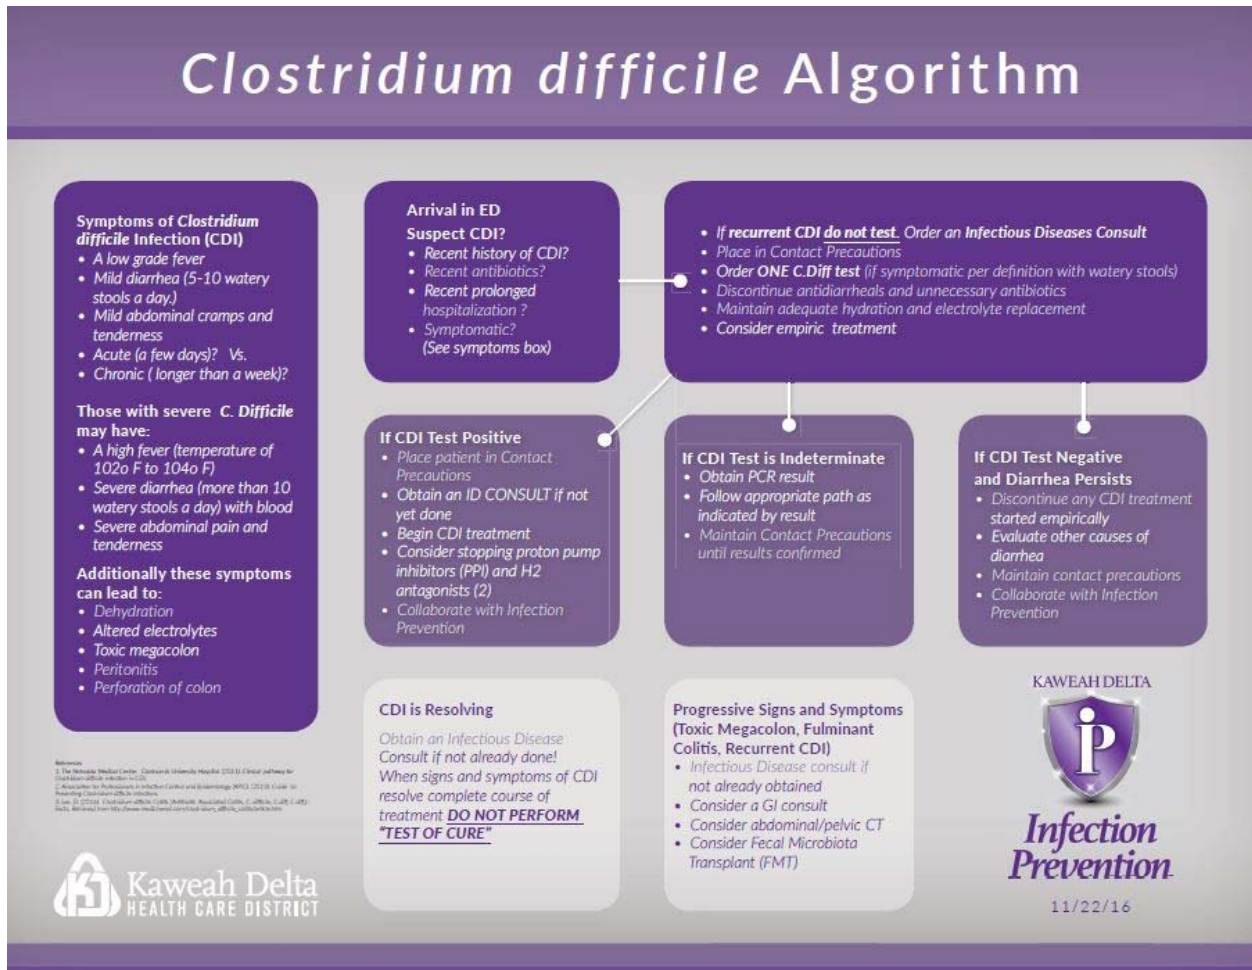 Clostridium difficile Algorithm
Symptoms of Clostridium
difficile Infection (CDI)
• A low grade fever
• Mild diarrhea (5-10 watery
stools a day.)
• Mild abdominal cramps and
tenderness
• Acute (a few days)? Vs.
• Chronic ( longer than a week)?
Those with severe C. Difficile
may have:
• A high fever (temperature of
102o F to 104o F)
• Severe diarrhea (more than 10
watery stools a day) with blood
• Severe abdominal pain and
tenderness
Additionally these symptoms
can lead to:
• Dehydration
• Altered electrolytes
• Toxic megacolon
• Peritonitis
• Perforation of colon
Arrival in ED
Suspect CDI?
• Recent history of CDI?
• Recent antibiotics?
• Recent prolonged
hospitalization ?
• Symptomatic?
(See symptoms box)
• If recurrent CDI do not test. Order an Infectious Diseases Consult
• Place in Contact Precautions
• Order ONE C.Diff test (if symptomatic per definition with watery stools)
• Discontinue antidiarrheals and unnecessary antibiotics
• Maintain adequate hydration and electrolyte replacement
• Consider empiric treatment
If CDI Test Positive
• Place patient in Contact
Precautions
• Obtain an ID CONSULT if not
yet done
• Begin CDI treatment
• Consider stopping proton pump
inhibitors (PPI) and H2
antagonists (2)
• Collaborate with Infection
Prevention
If CDI Test is Indeterminate
• Obtain PCR result
• Follow appropriate path as
indicated by result
• Maintain Contact Precautions
until results confirmed
If CDI Test Negative
and Diarrhea Persists
• Discontinue any CDI treatment
started empirically
• Evaluate other causes of
diarrhea
• Maintain contact precautions
• Collaborate with Infection
Prevention
CDI is Resolving
Obtain an Infectious Disease
Consult if not already done!
When signs and symptoms of CDI
resolve complete course of
treatment DO NOT PERFORM
"TEST OF CURE"
Progressive Signs and Symptoms
(Toxic Megacolon, Fulminant
Colitis, Recurrent CDI)
• Infectious Disease consult if
not already obtained
• Consider a GI consult
• Consider abdominal/pelvic CT
• Consider Fecal Microbiota
Transplant (FMT)
KAWEAH DELTA
iP
Infection
Prevention
11/22/16
References
Kaweah Delta
HEALTH CARE DISTRICT